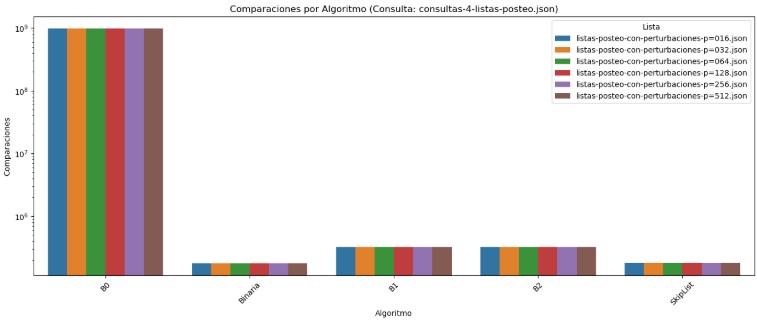 Comparaciones por Algoritmo (Consulta: consultas-4-listas-posteo.json)
Lista
listas-posteo-con-perturbaciones-p=016.json
listas-posteo-con-perturbaciones-p=032.json
listas-posteo-con-perturbaciones-p=064.json
listas-posteo-con-perturbaciones-p=128.json
listas-posteo-con-perturbaciones-p=256.json
listas-posteo-con-perturbaciones-p=512.json
Comparaciones
10⁹
10⁸
10⁷
10⁶
B0
Binaria
B1
B2
SkipList
Algoritmo